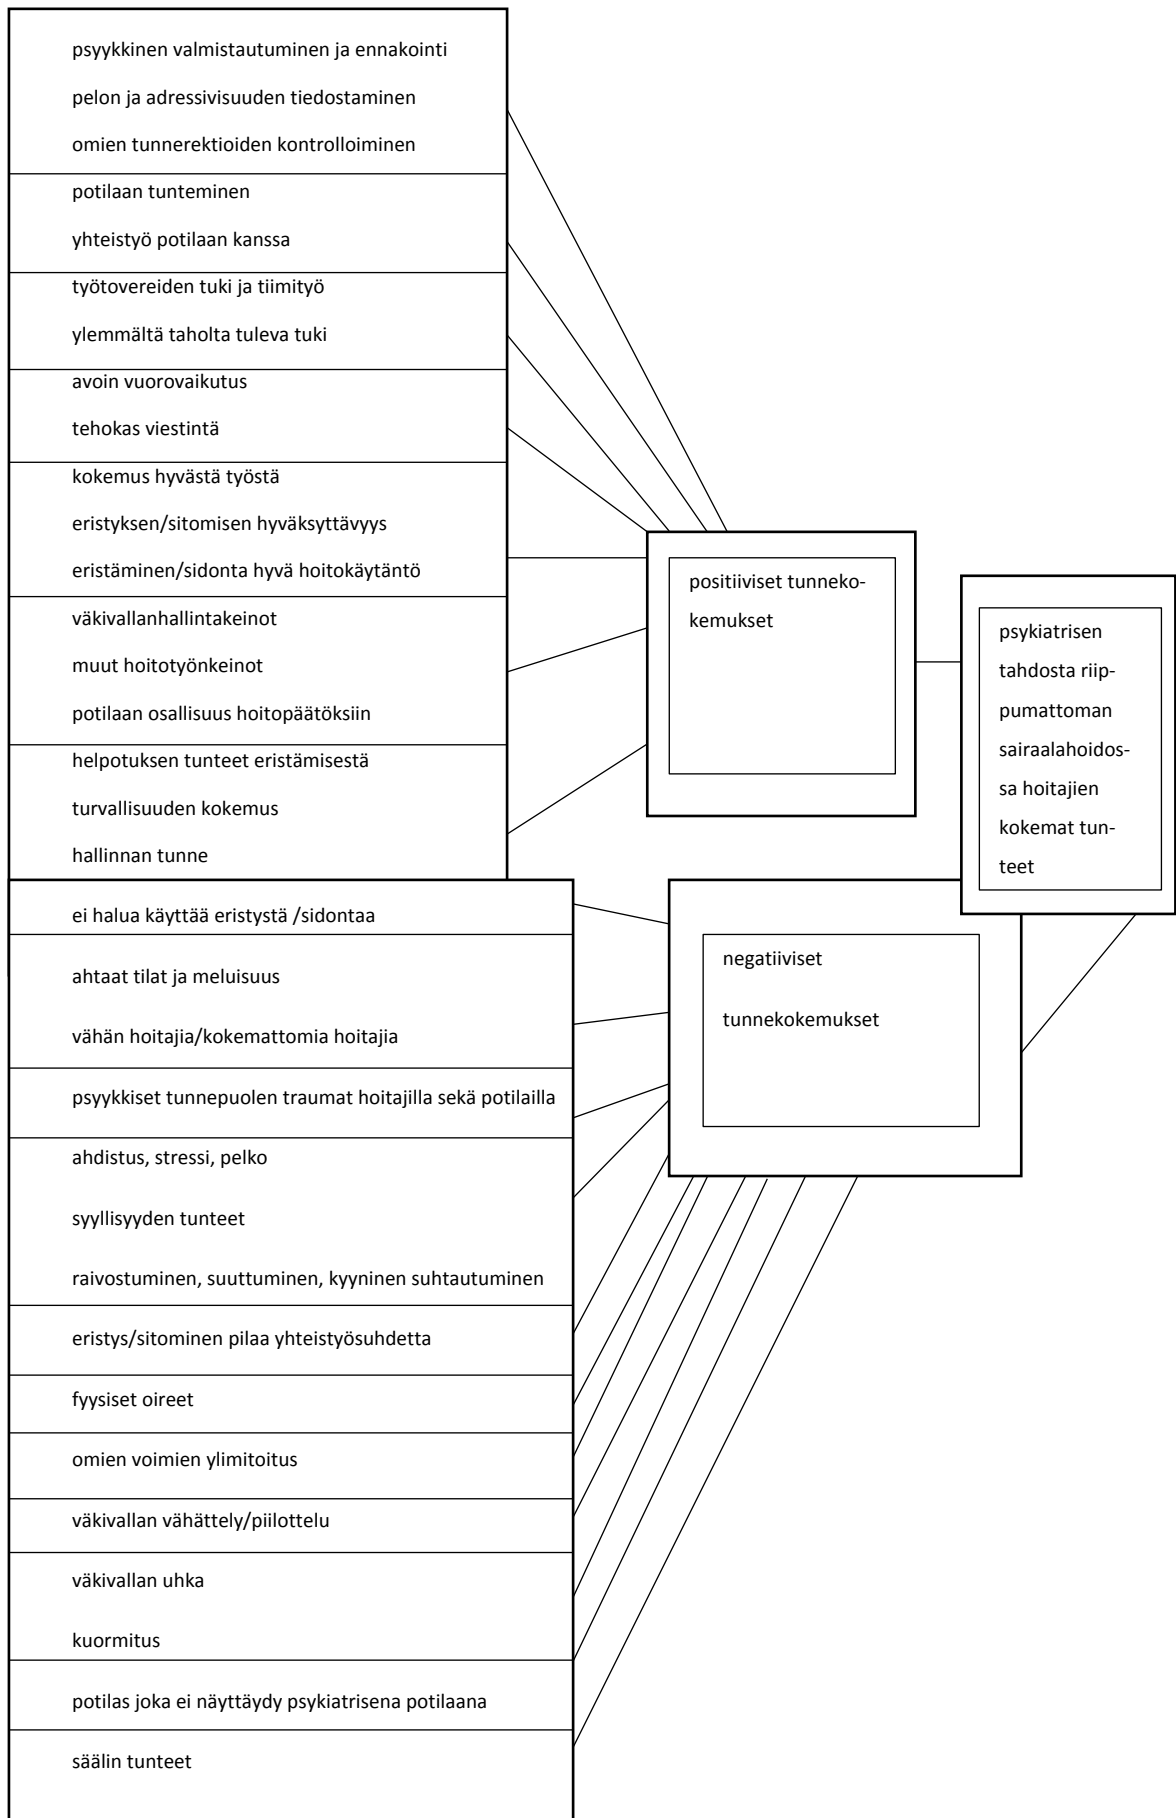 psyykkinen valmistautuminen ja ennakointi
pelon ja adressivisuuden tiedostaminen
omien tunnerektioiden kontrolloiminen
potilaan tunteminen
yhteistyö potilaan kanssa
työtovereiden tuki ja tiimityö
ylemmältä taholta tuleva tuki
avoin vuorovaikutus
tehokas viestintä
kokemus hyvästä työstä
eristyksen/sitomisen hyväksyttävyys
eristäminen/sidonta hyvä hoitokäytäntö
väkivallanhallintakeinot
muut hoitotyönkeinot
potilaan osallisuus hoitopäätöksiin
helpotuksen tunteet eristämisestä
turvallisuuden kokemus
hallinnan tunne
positiiviset tunneko-
kemukset
psykiatrisen
tahdosta riip-
pumattoman
sairaalahoidos-
sa hoitajien
kokemat tun-
teet
ei halua käyttää eristystä /sidontaa
ahtaat tilat ja meluisuus
vähän hoitajia/kokemattomia hoitajia
psyykkiset tunnepuolen traumat hoitajilla sekä potilailla
ahdistus, stressi, pelko
syyllisyyden tunteet
raivostuminen, suuttuminen, kyyninen suhtautuminen
eristys/sitominen pilaa yhteistyösuhdetta
fyysiset oireet
omien voimien ylimitoitus
väkivallan vähättely/piilottelu
väkivallan uhka
kuormitus
potilas joka ei näyttäydy psykiatrisena potilaana
säälin tunteet
negatiiviset
tunnekokemukset